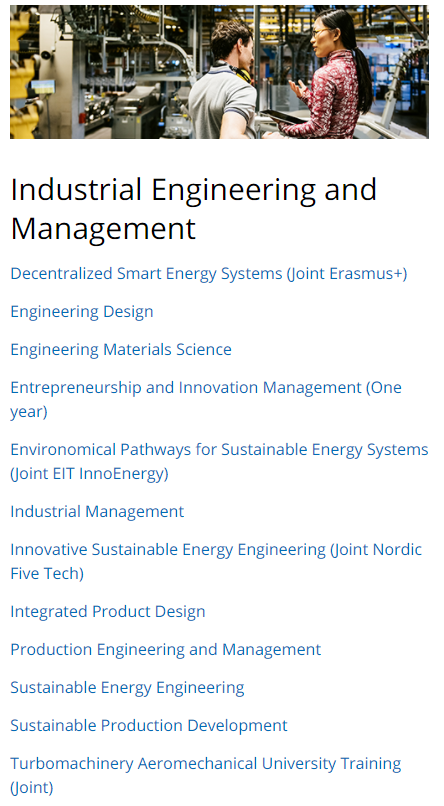 Industrial Engineering and
Management
Decentralized Smart Energy Systems (Joint Erasmus+)
Engineering Design
Engineering Materials Science
Entrepreneurship and Innovation Management (One
year)
Environomical Pathways for Sustainable Energy Systems
(Joint EIT InnoEnergy)
Industrial Management
Innovative Sustainable Energy Engineering (Joint Nordic
Five Tech)
Integrated Product Design
Production Engineering and Management
Sustainable Energy Engineering
Sustainable Production Development
Turbomachinery Aeromechanical University Training
(Joint)